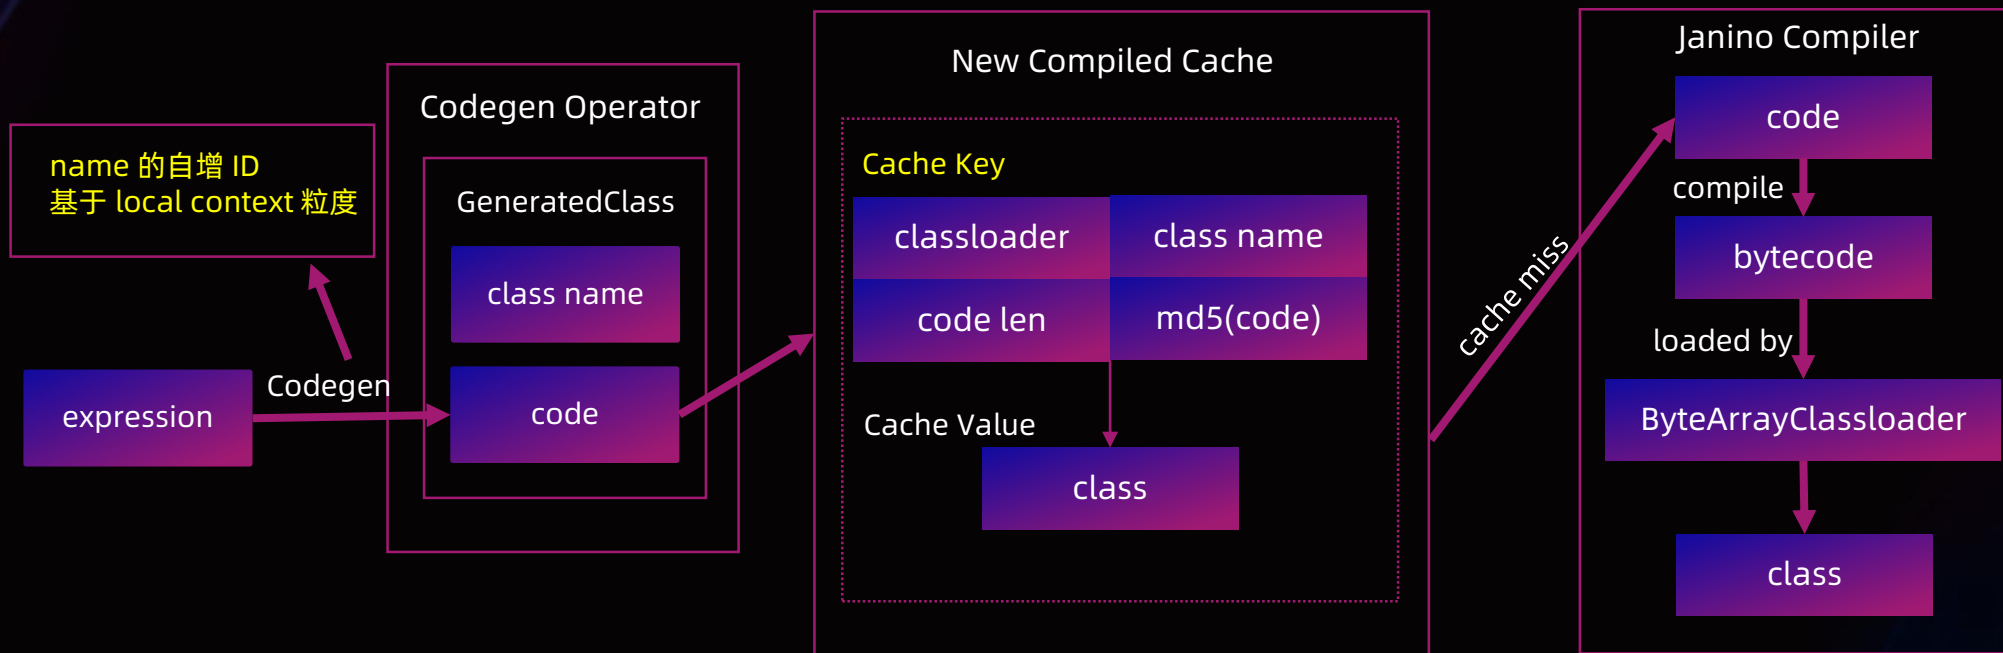 name 的自增 ID
基于 local context 粒度
expression
Codegen
Codegen Operator
GeneratedClass
class name
code
New Compiled Cache
Cache Key
classloader
class name
code len
md5(code)
Cache Value
class
cache miss
Janino Compiler
code
compile
bytecode
loaded by
ByteArrayClassloader
class